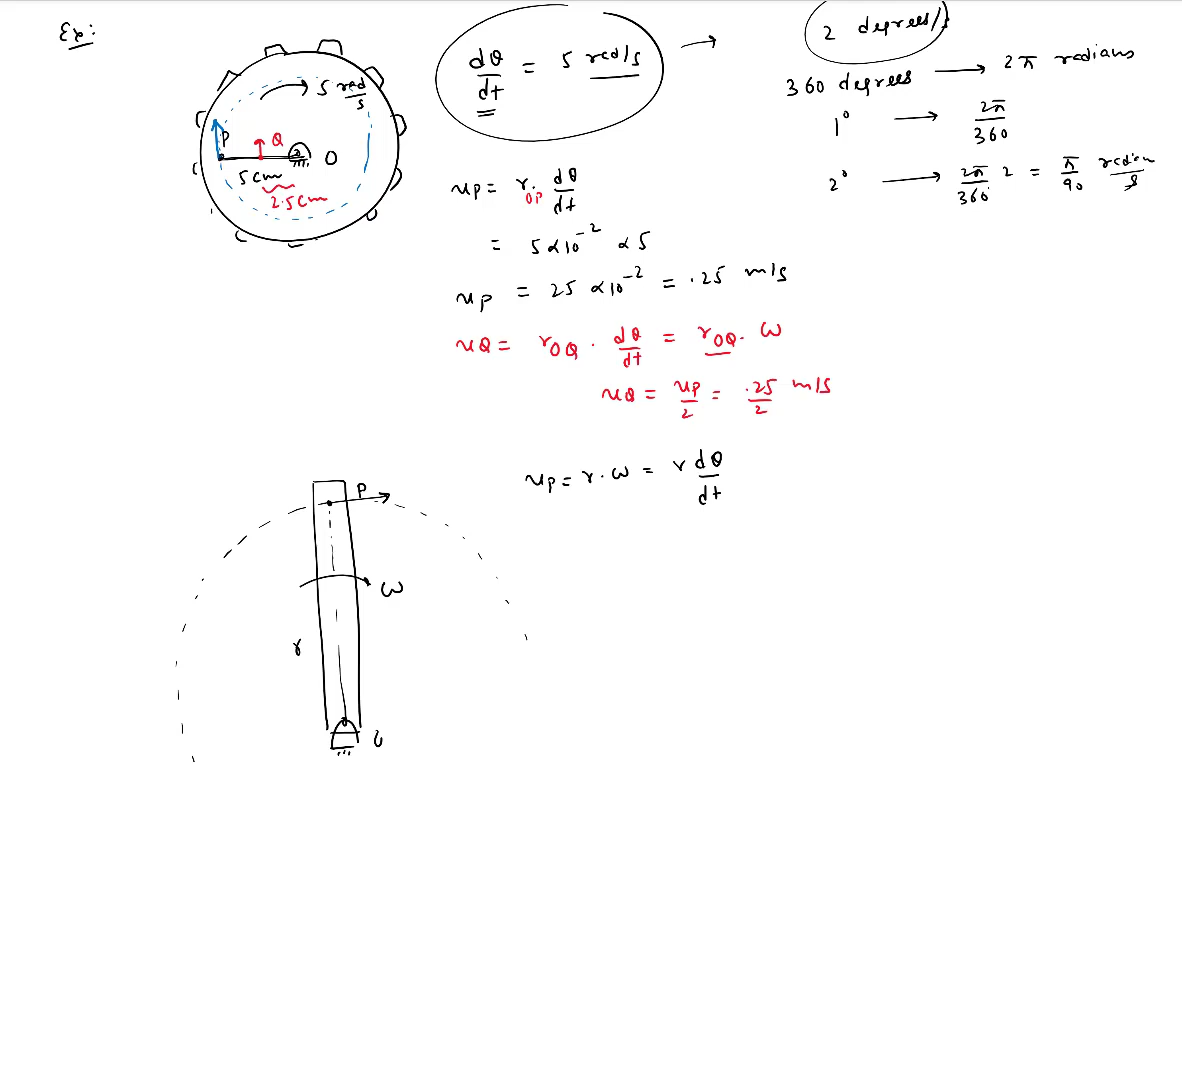 Ex:
5 rad/s
P
Q
O
5cm
2.5cm
dθ/dt = 5 rad/s →
2 degrees/s
360 degrees → 2π radians
1° → 2π/360
2° → 2π/360 2 = π/90 radian/s
vP = r_OP · dθ/dt
= 5 × 10^-2 × 5
vP = 25 × 10^-2 = .25 m/s
vQ = r_OQ · dθ/dt = r_OQ · ω
vQ = vP/2 = .25/2 m/s
vP = r · ω = r dθ/dt
P
ω
r
O